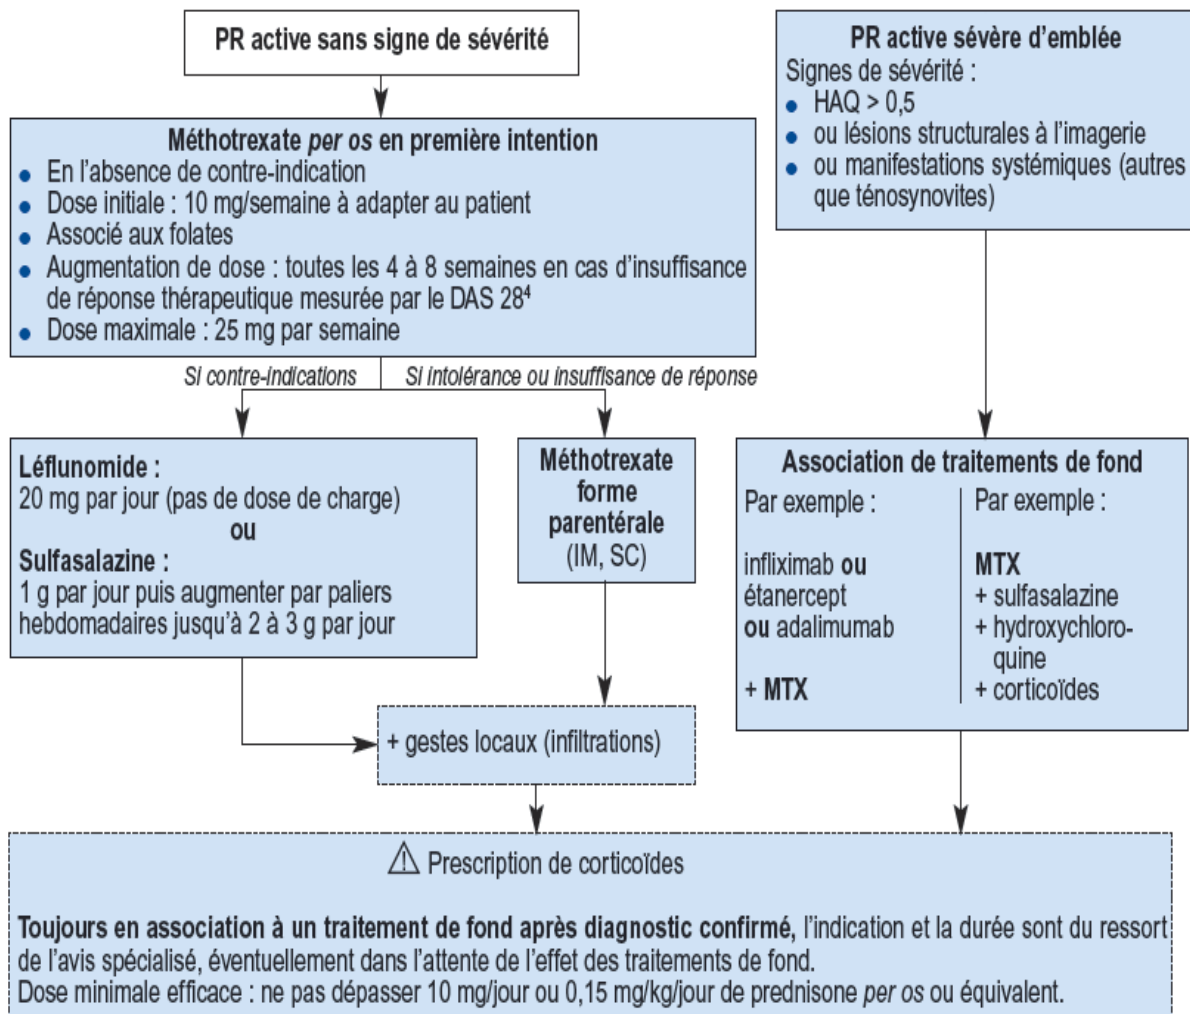 PR active sans signe de sévérité
Méthotrexate per os en première intention
• En l’absence de contre-indication
• Dose initiale : 10 mg/semaine à adapter au patient
• Associé aux folates
• Augmentation de dose : toutes les 4 à 8 semaines en cas d’insuffisance
de réponse thérapeutique mesurée par le DAS 28⁴
• Dose maximale : 25 mg par semaine
Si contre-indications
Si intolérance ou insuffisance de réponse
Léflunomide :
20 mg par jour (pas de dose de charge)
ou
Sulfasalazine :
1 g par jour puis augmenter par paliers
hebdomadaires jusqu’à 2 à 3 g par jour
Méthotrexate
forme
parentérale
(IM, SC)
+ gestes locaux (infiltrations)
PR active sévère d’emblée
Signes de sévérité :
• HAQ > 0,5
• ou lésions structurales à l’imagerie
• ou manifestations systémiques (autres
que ténosynovites)
Association de traitements de fond
Par exemple :
infliximab ou
étanercept
ou adalimumab
+ MTX
Par exemple :
MTX
+ sulfasalazine
+ hydroxychloro-
quine
+ corticoïdes
⚠ Prescription de corticoïdes
Toujours en association à un traitement de fond après diagnostic confirmé, l’indication et la durée sont du ressort
de l’avis spécialisé, éventuellement dans l’attente de l’effet des traitements de fond.
Dose minimale efficace : ne pas dépasser 10 mg/jour ou 0,15 mg/kg/jour de prednisone per os ou équivalent.